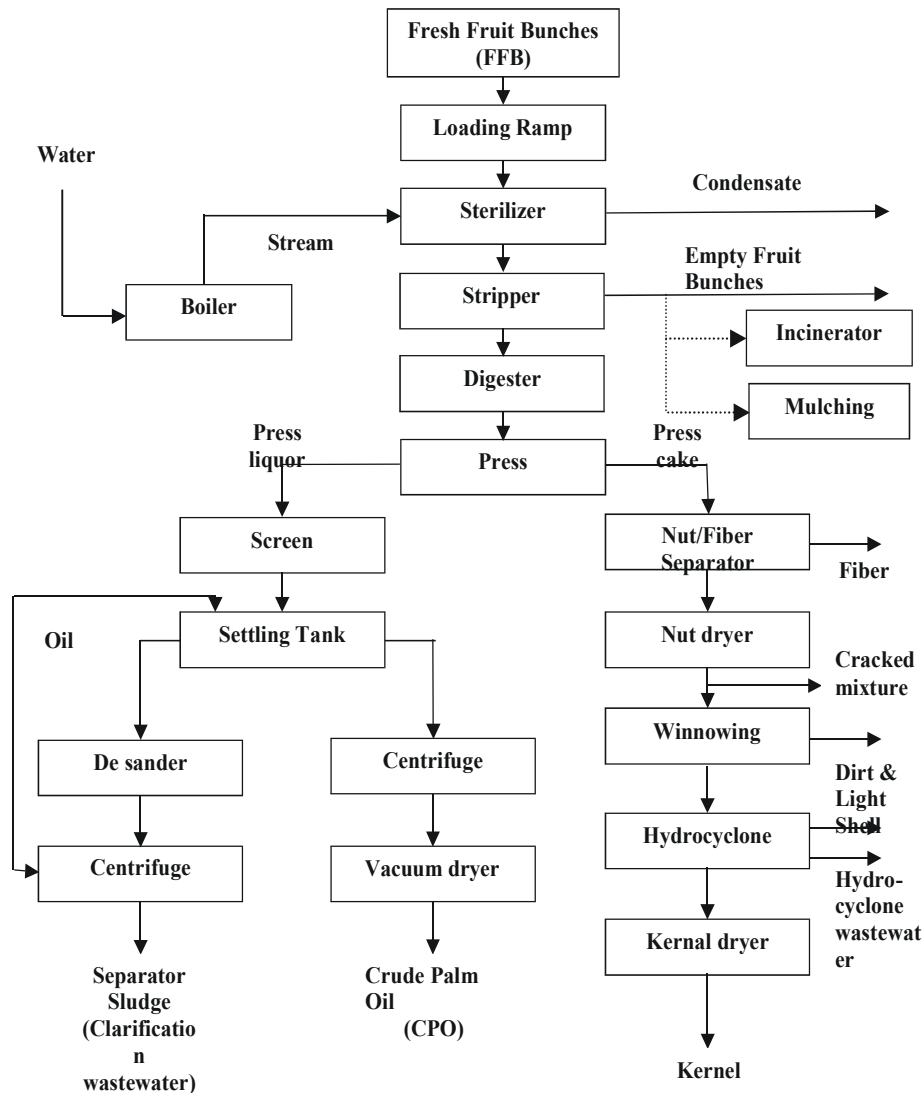 Fresh Fruit Bunches
(FFB)
Loading Ramp
Water
Condensate
Sterilizer
Stream
Empty Fruit
Bunches
Boiler
Stripper
Incinerator
Digester
Mulching
Press
liquor
Press
Press
cake
Screen
Nut/Fiber
Separator
Fiber
Oil
Settling Tank
Nut dryer
Cracked
mixture
Winnowing
De sander
Centrifuge
Dirt &
Light
Shell
Hydrocyclone
Centrifuge
Vacuum dryer
Hydro-
cyclone
wastewat
er
Kernal dryer
Separator
Sludge
(Clarificatio
n
wastewater)
Crude Palm
Oil
(CPO)
Kernel